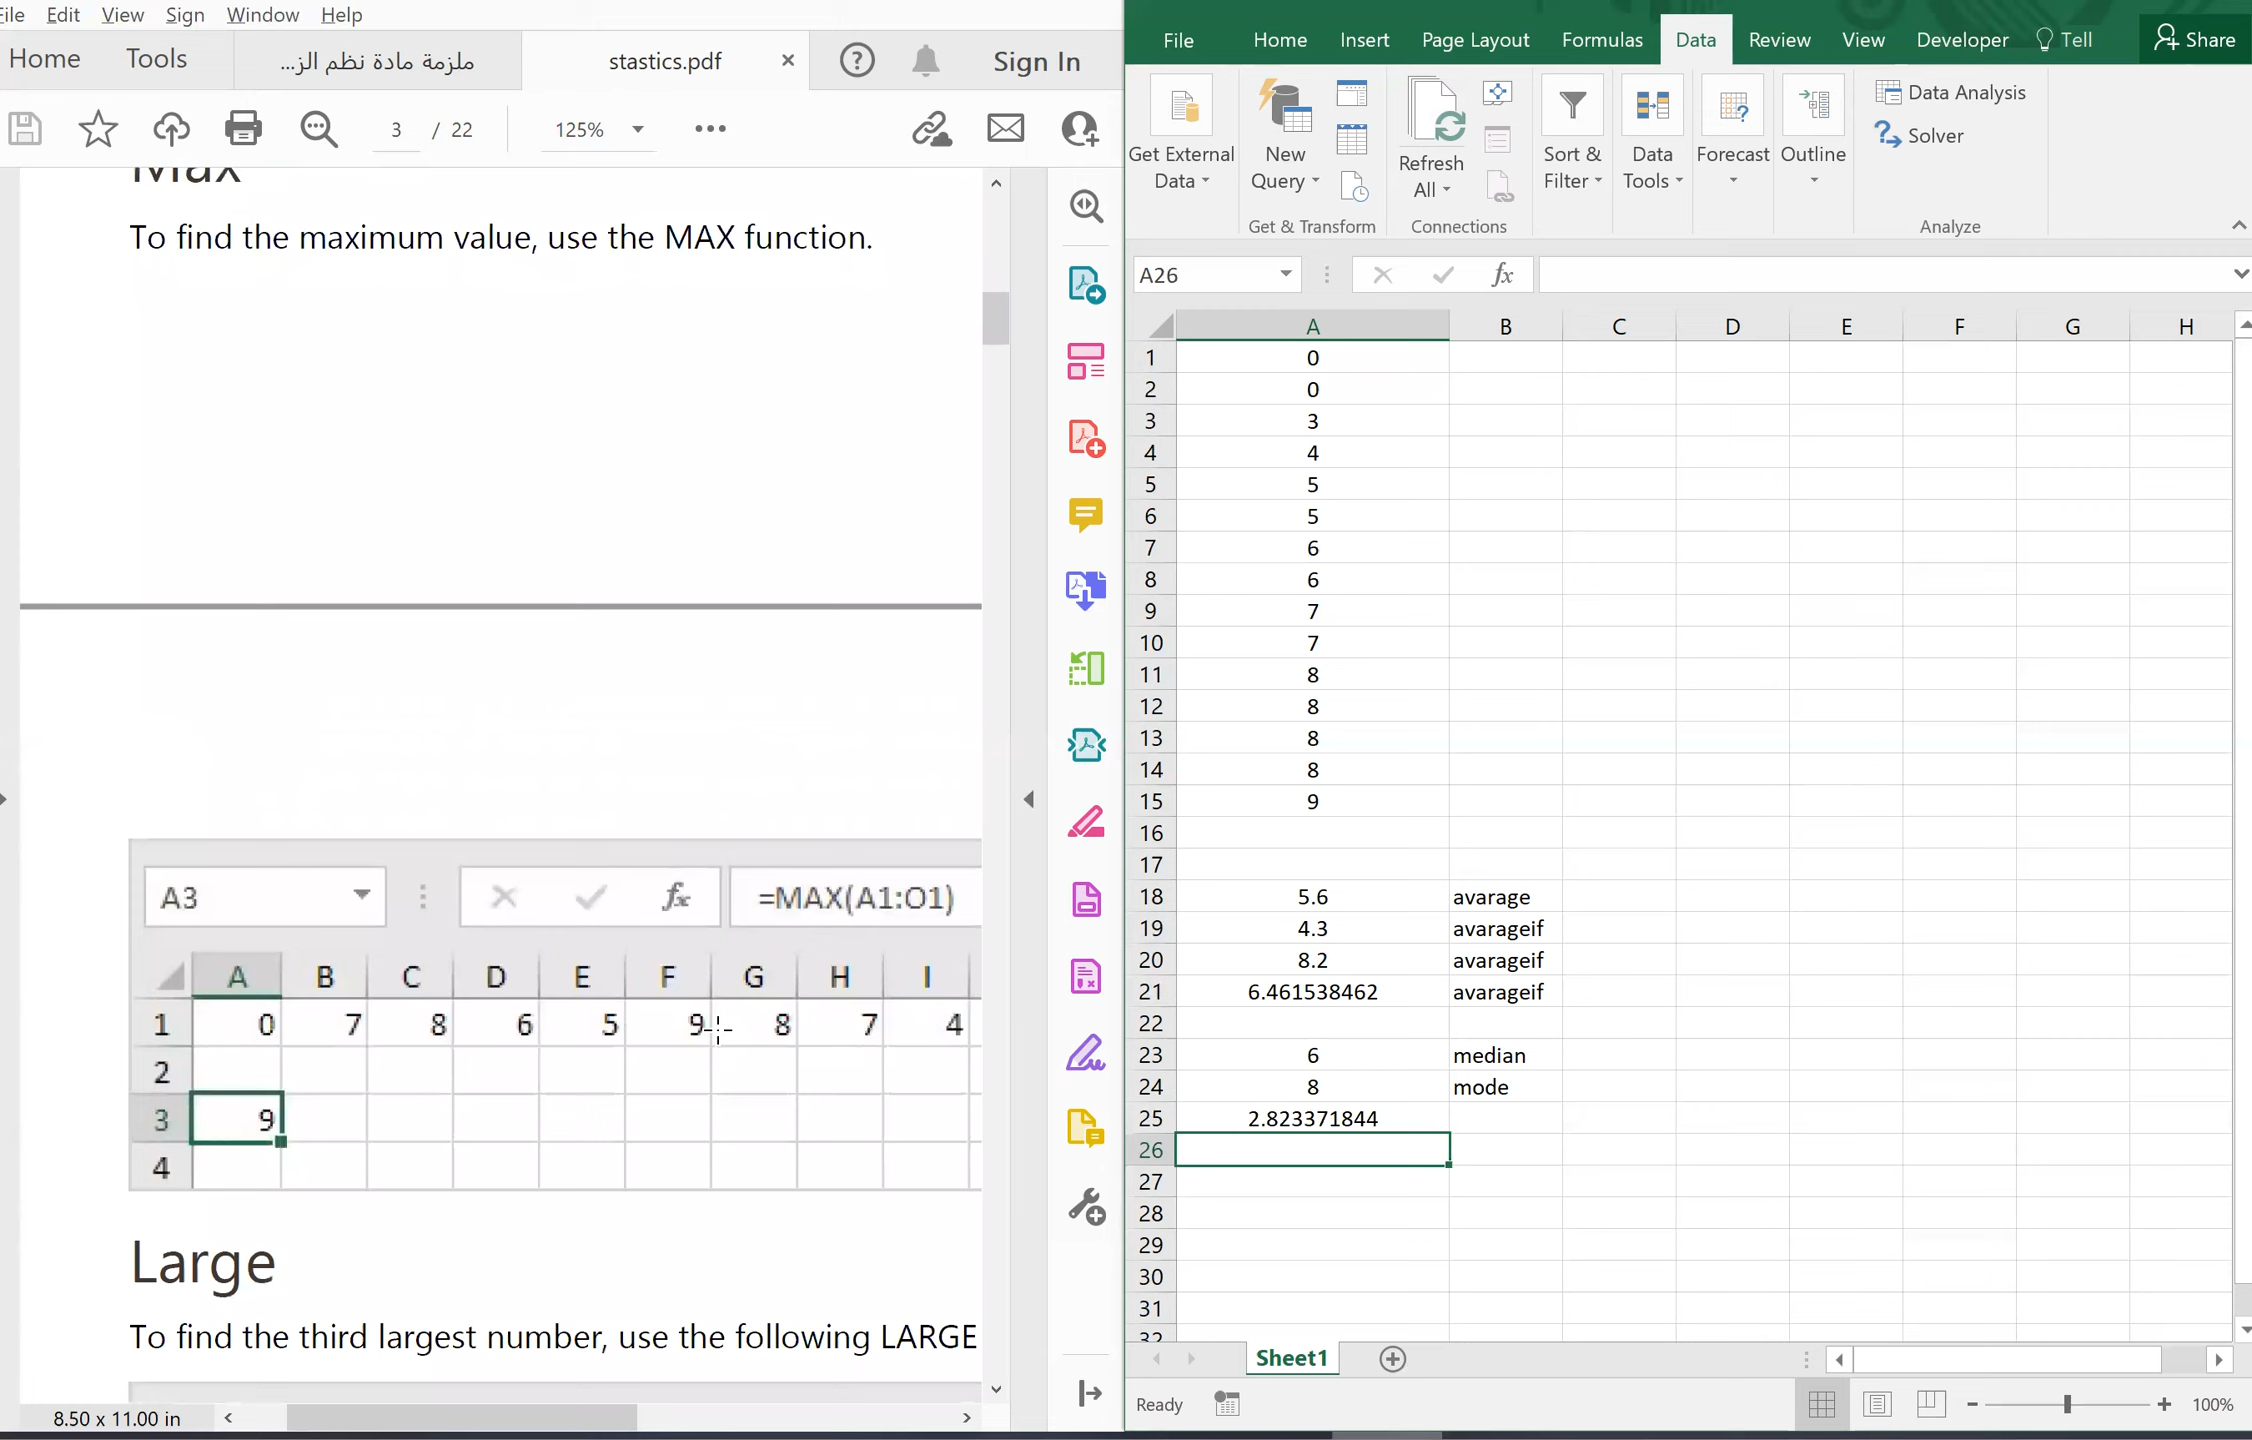 File Edit View Sign Window Help
Home Tools ملزمة مادة نظم الز... stastics.pdf × Sign In
3 / 22 125%
Max
To find the maximum value, use the MAX function.
A3 fx =MAX(A1:O1)
A B C D E F G H I
1 0 7 8 6 5 9 8 7 4
2
3 9
4
Large
To find the third largest number, use the following LARGE
8.50 x 11.00 in
File Home Insert Page Layout Formulas Data Review View Developer Tell Share
Get External Data
New Query
Refresh All
Sort & Filter
Data Tools
Forecast
Outline
Data Analysis
Solver
Get & Transform Connections Analyze
A26 fx
A B C D E F G H
1 0
2 0
3 3
4 4
5 5
6 5
7 6
8 6
9 7
10 7
11 8
12 8
13 8
14 8
15 9
16
17
18 5.6 avarage
19 4.3 avarageif
20 8.2 avarageif
21 6.461538462 avarageif
22
23 6 median
24 8 mode
25 2.823371844
26
27
28
29
30
31
32
Sheet1
Ready 100%